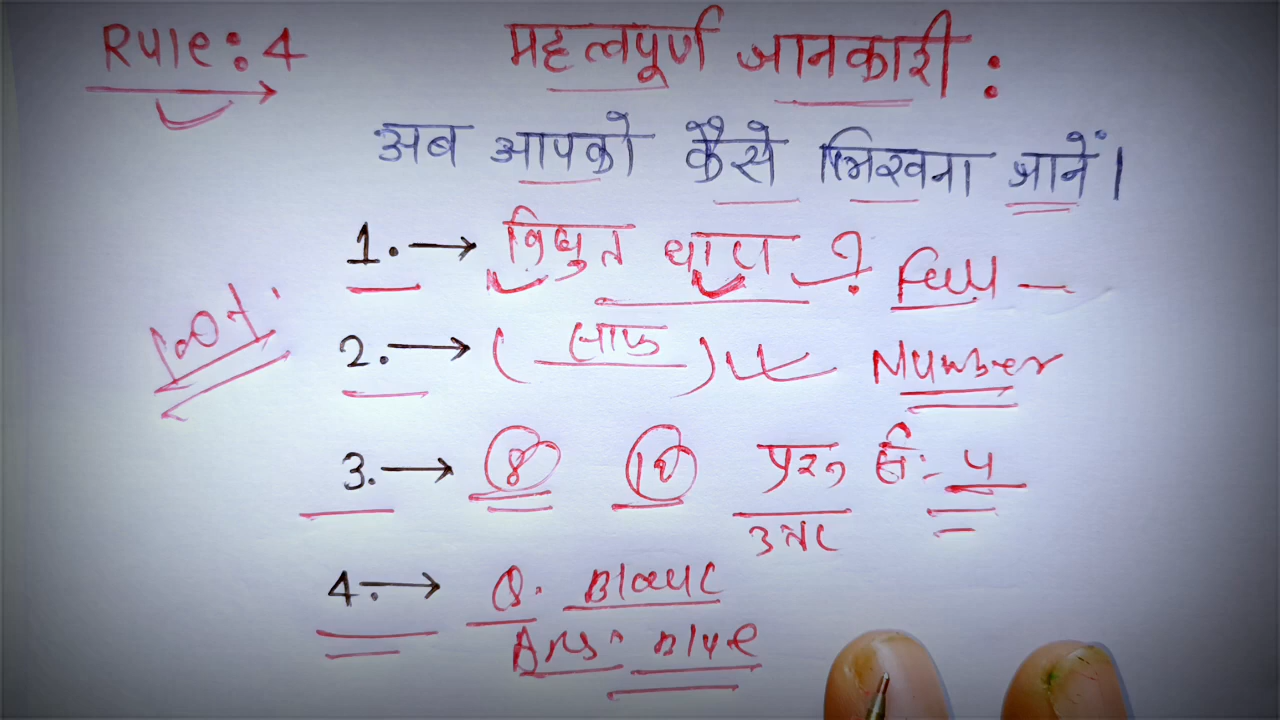 Rule: 4
महत्वपूर्ण जानकारी :
अब आपको कैसे लिखना जानें।
1. → विधुत धारा ? Full —
2. → ( साफ ) Number
3. → 8 10 प्रश्न सं:- 4
उत्तर
4. → Q. Black
Ans: Blue